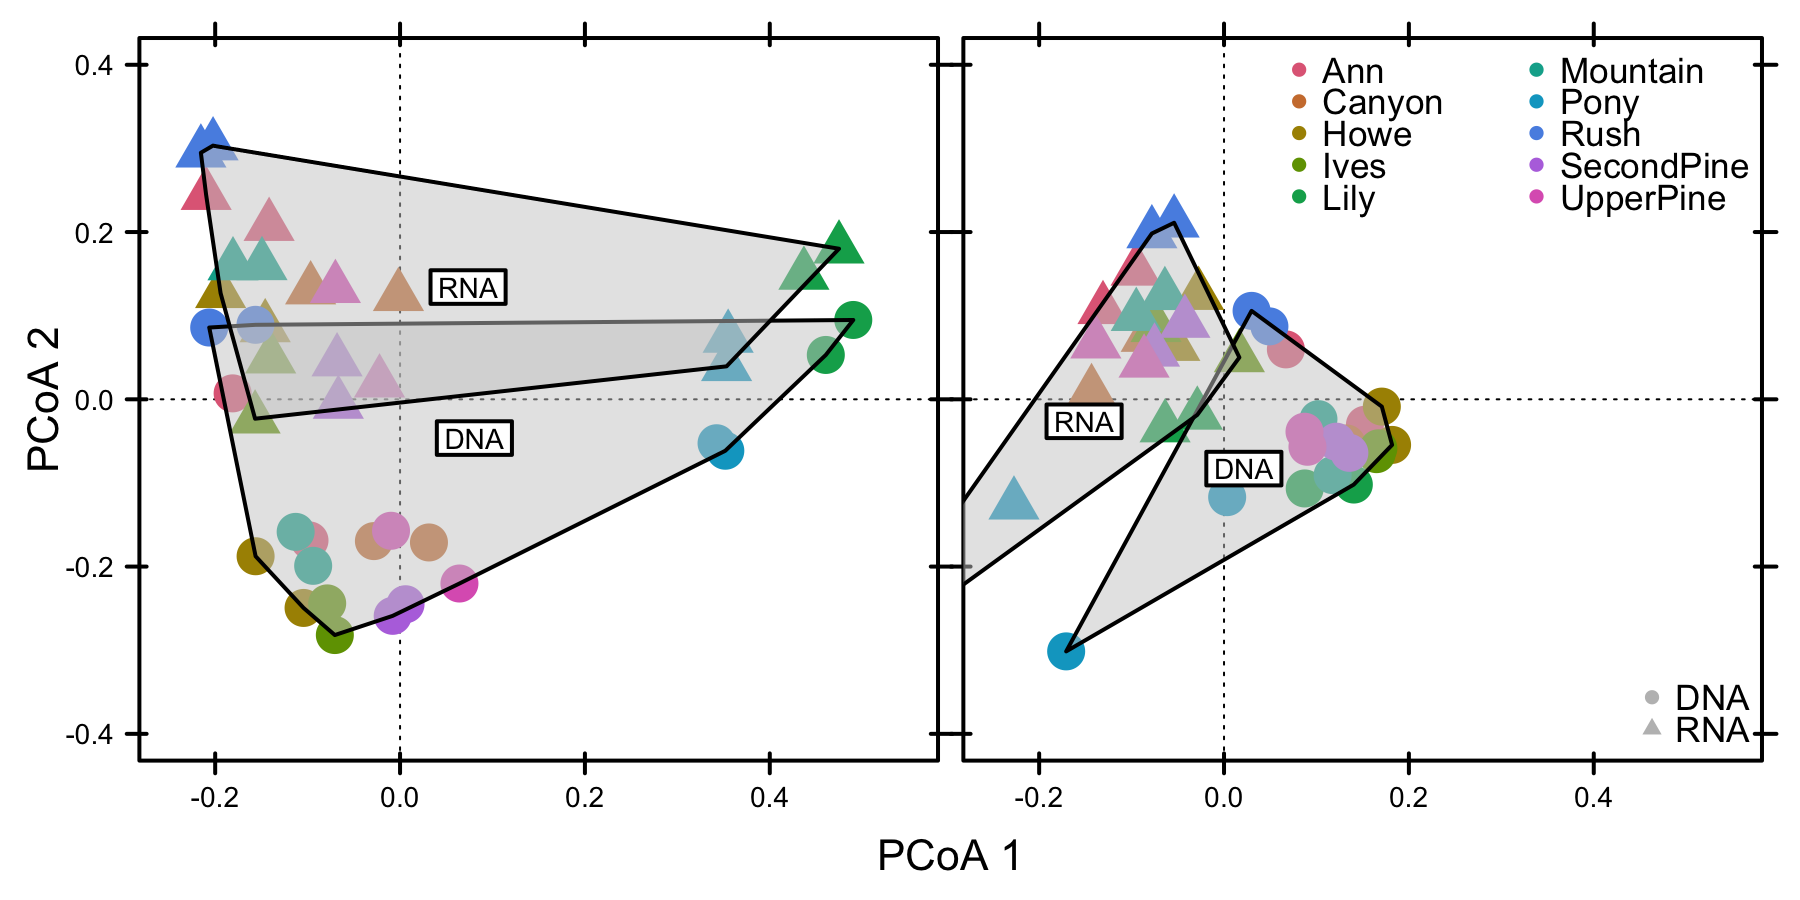 0.4
0.2
0.0
-0.2
-0.4
PCoA 2
RNA
DNA
-0.2
0.0
0.2
0.4
Ann
Canyon
Howe
Ives
Lily
Mountain
Pony
Rush
SecondPine
UpperPine
RNA
DNA
DNA
RNA
-0.2
0.0
0.2
0.4
PCoA 1